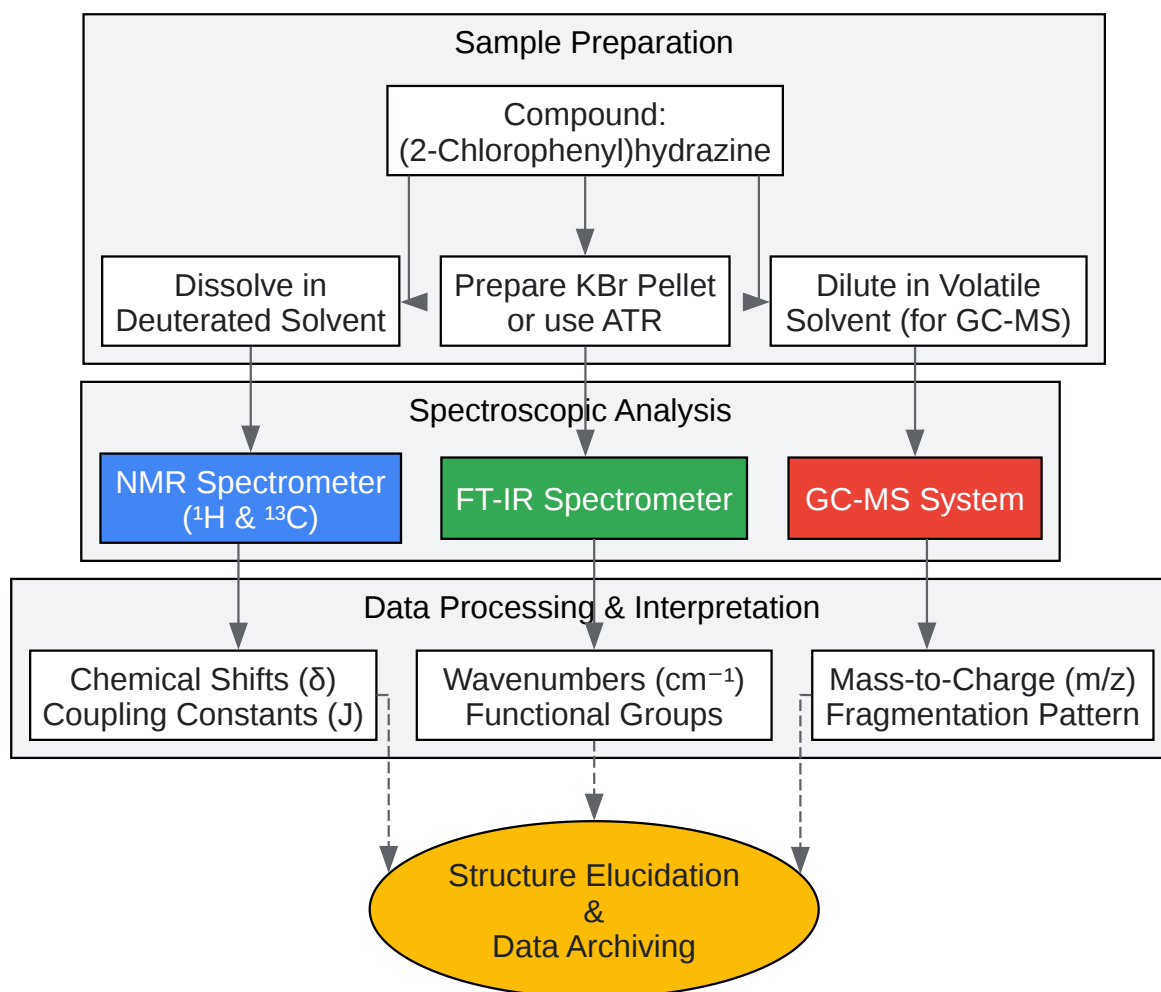 Sample Preparation
Compound:
(2-Chlorophenyl)hydrazine
Dissolve in
Deuterated Solvent
Prepare KBr Pellet
or use ATR
Dilute in Volatile
Solvent (for GC-MS)
Spectroscopic Analysis
NMR Spectrometer
(¹H & ¹³C)
FT-IR Spectrometer
GC-MS System
Data Processing & Interpretation
Chemical Shifts (δ)
Coupling Constants (J)
Wavenumbers (cm⁻¹)
Functional Groups
Mass-to-Charge (m/z)
Fragmentation Pattern
Structure Elucidation
&
Data Archiving